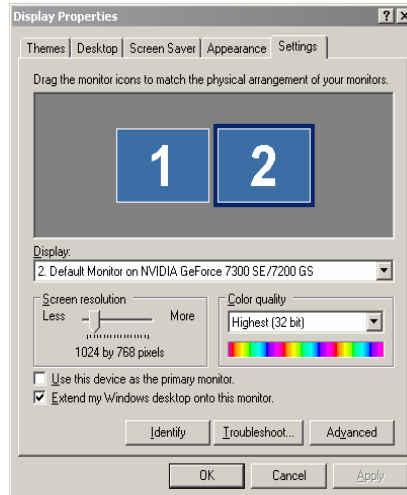 Display Properties
Themes Desktop Screen Saver Appearance Settings
Drag the monitor icons to match the physical arrangement of your monitors.
1 2
Display:
2. Default Monitor on NVIDIA GeForce 7300 SE/7200 GS
Screen resolution
Less More
1024 by 768 pixels
Color quality
Highest (32 bit)
Use this device as the primary monitor.
Extend my Windows desktop onto this monitor.
Identify Troubleshoot... Advanced
OK Cancel Apply